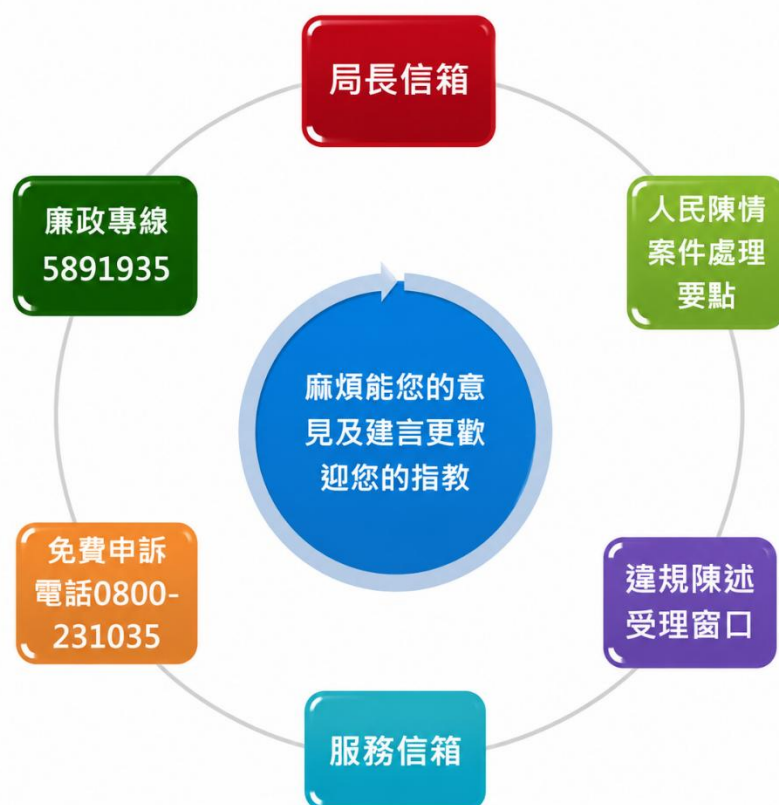 局長信箱
人民陳情
案件處理
要點
違規陳述
受理窗口
服務信箱
免費申訴
電話0800-
231035
廉政專線
5891935
麻煩能您的意
見及建言更歡
迎您的指教